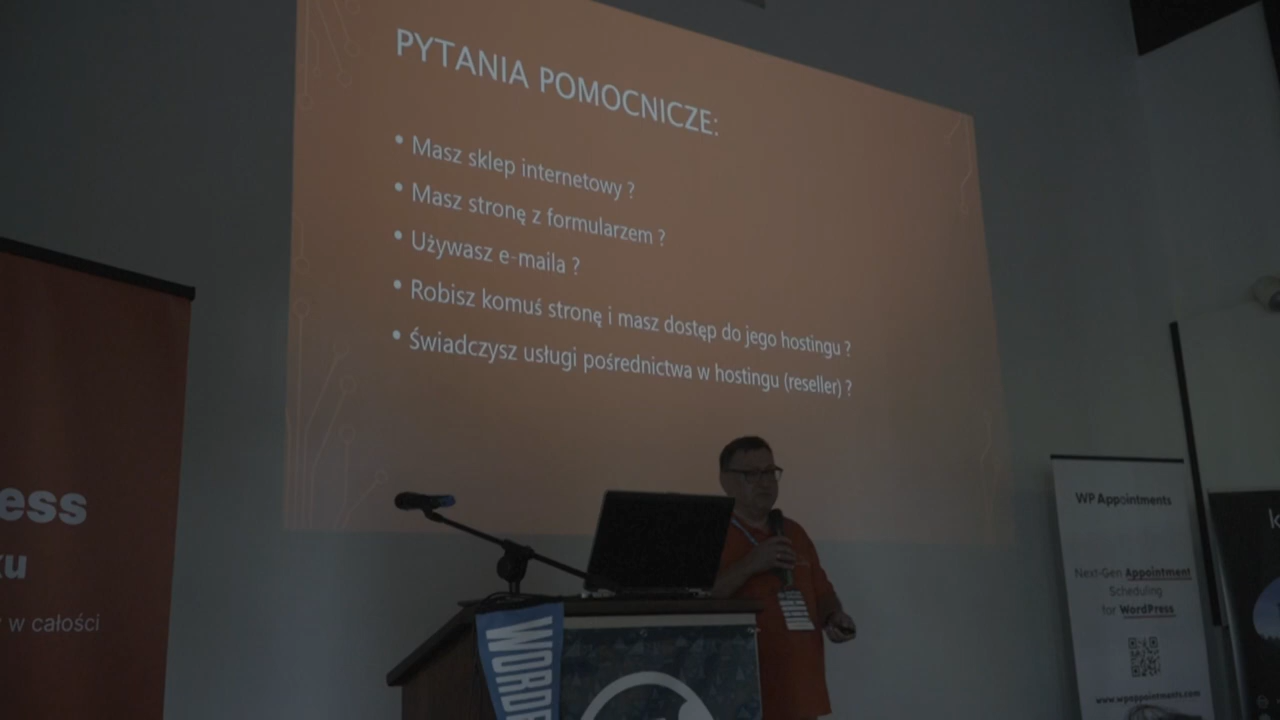 PYTANIA POMOCNICZE:
• Masz sklep internetowy ?
• Masz stronę z formularzem ?
• Używasz e-maila ?
• Robisz komuś stronę i masz dostęp do jego hostingu ?
• Świadczysz usługi pośrednictwa w hostingu (reseller) ?
ess
ku
w całości
WORDP
WP Appointments
Next-Gen Appointment
Scheduling
for WordPress
www.wpappointments.com
k